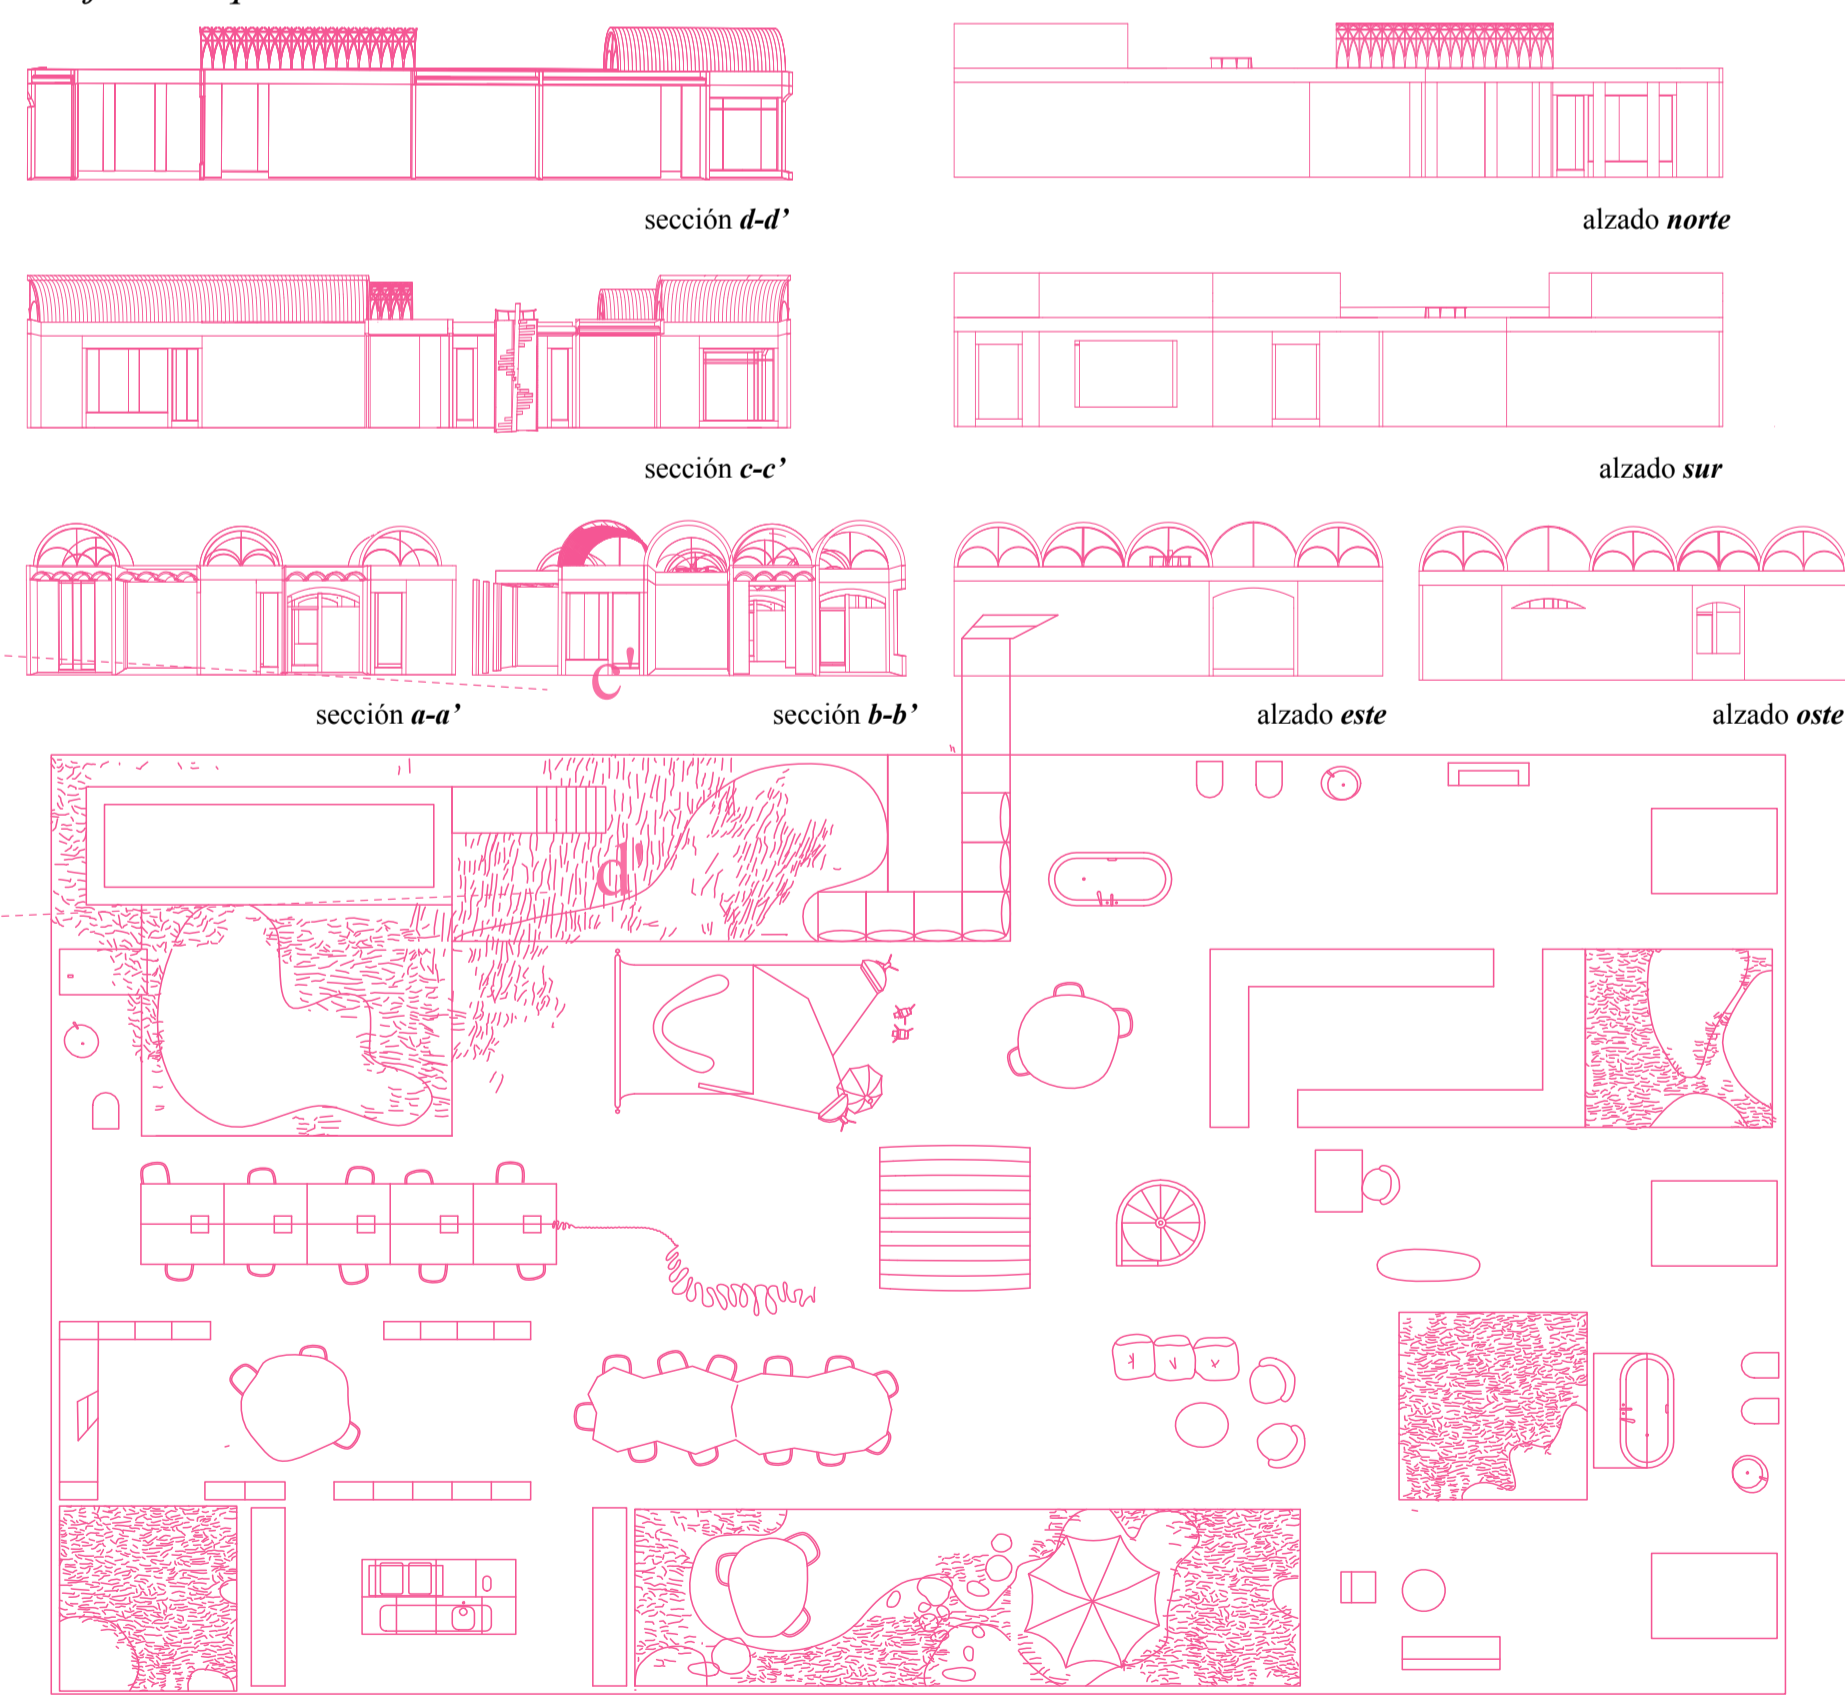 sección d-d’
alzado norte
sección c-c’
alzado sur
c'
sección a-a’
sección b-b’
alzado este
alzado oste
d'